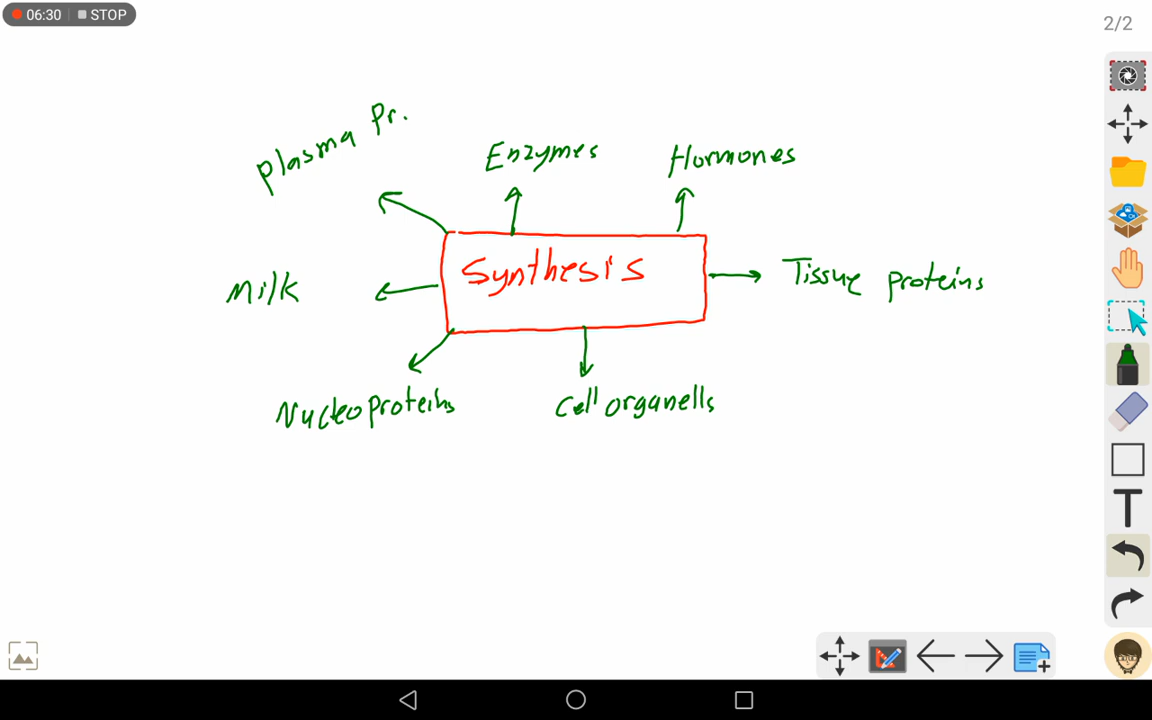 06:30 STOP
2/2
plasma Pr.
Enzymes
Hormones
Synthesis
Tissue proteins
Milk
Nucleoproteins
Cell organells
T